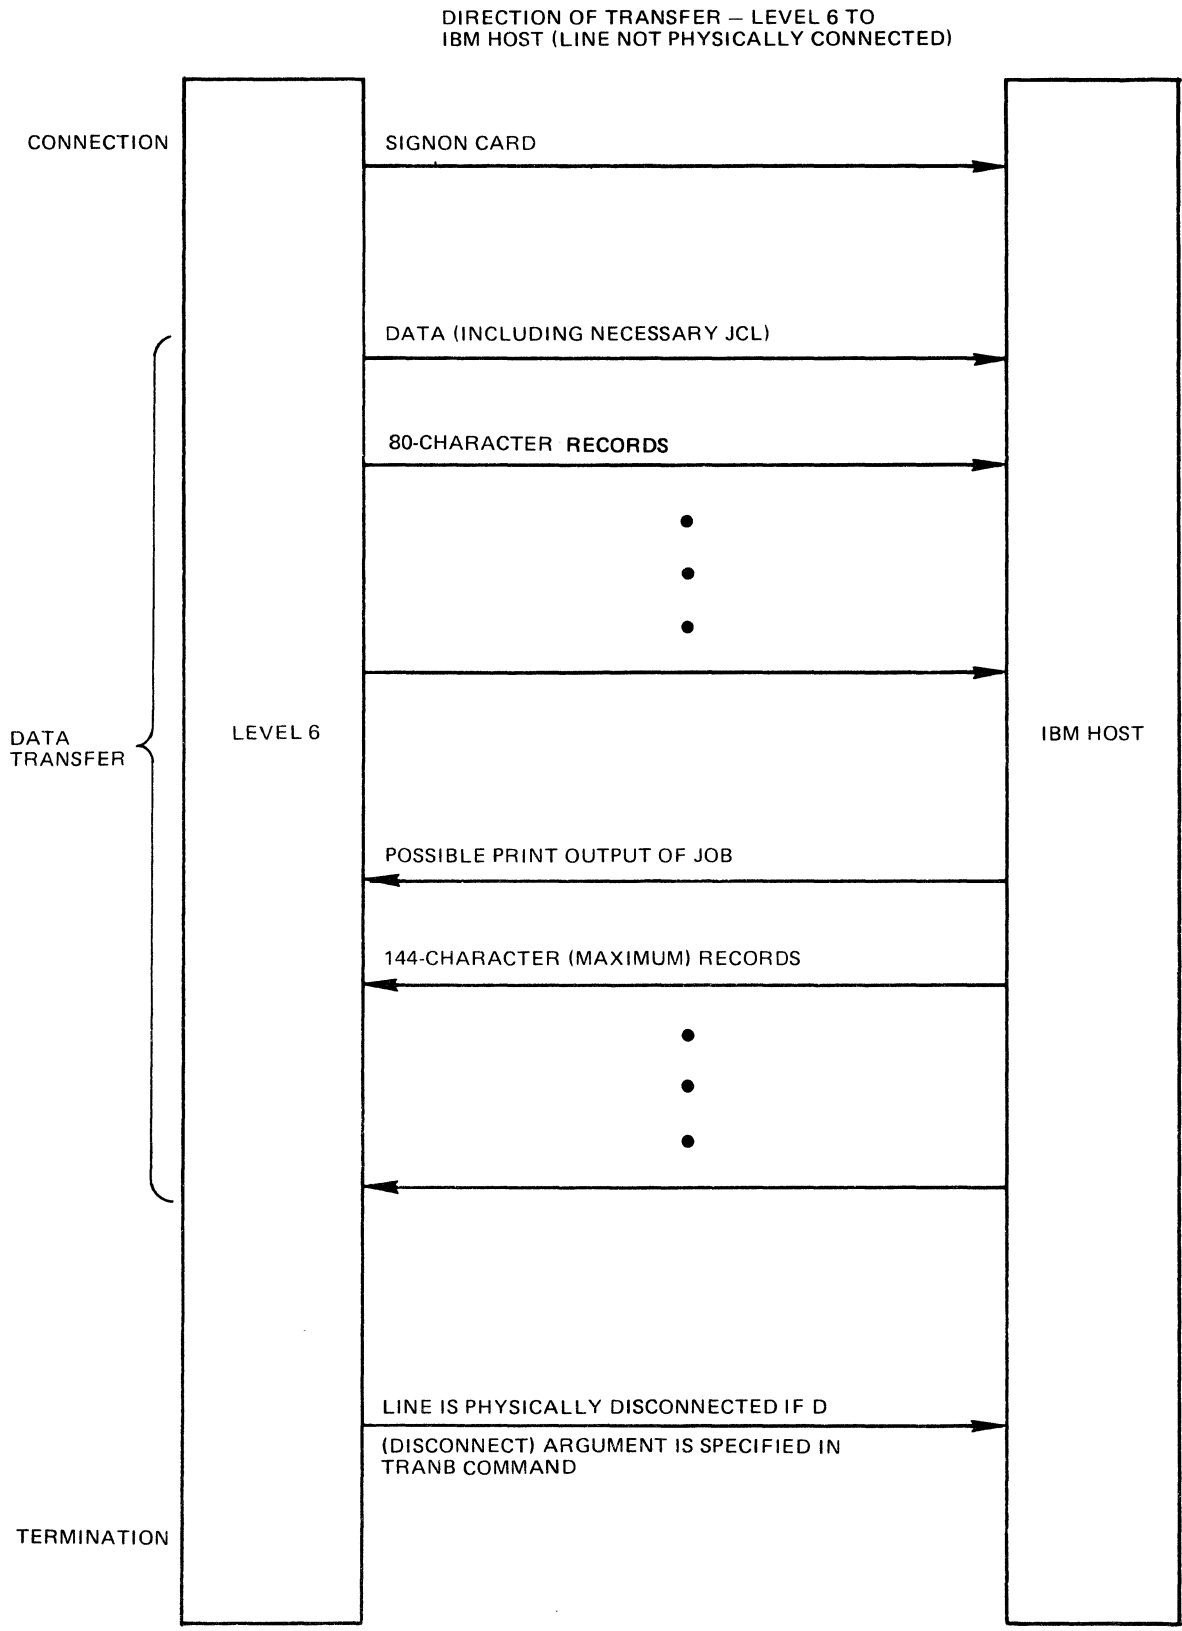 DIRECTION OF TRANSFER — LEVEL 6 TO
IBM HOST (LINE NOT PHYSICALLY CONNECTED)
CONNECTION
SIGNON CARD
DATA (INCLUDING NECESSARY JCL)
80-CHARACTER RECORDS
DATA
TRANSFER
LEVEL 6
IBM HOST
POSSIBLE PRINT OUTPUT OF JOB
144-CHARACTER (MAXIMUM) RECORDS
LINE IS PHYSICALLY DISCONNECTED IF D
(DISCONNECT) ARGUMENT IS SPECIFIED IN
TRANB COMMAND
TERMINATION